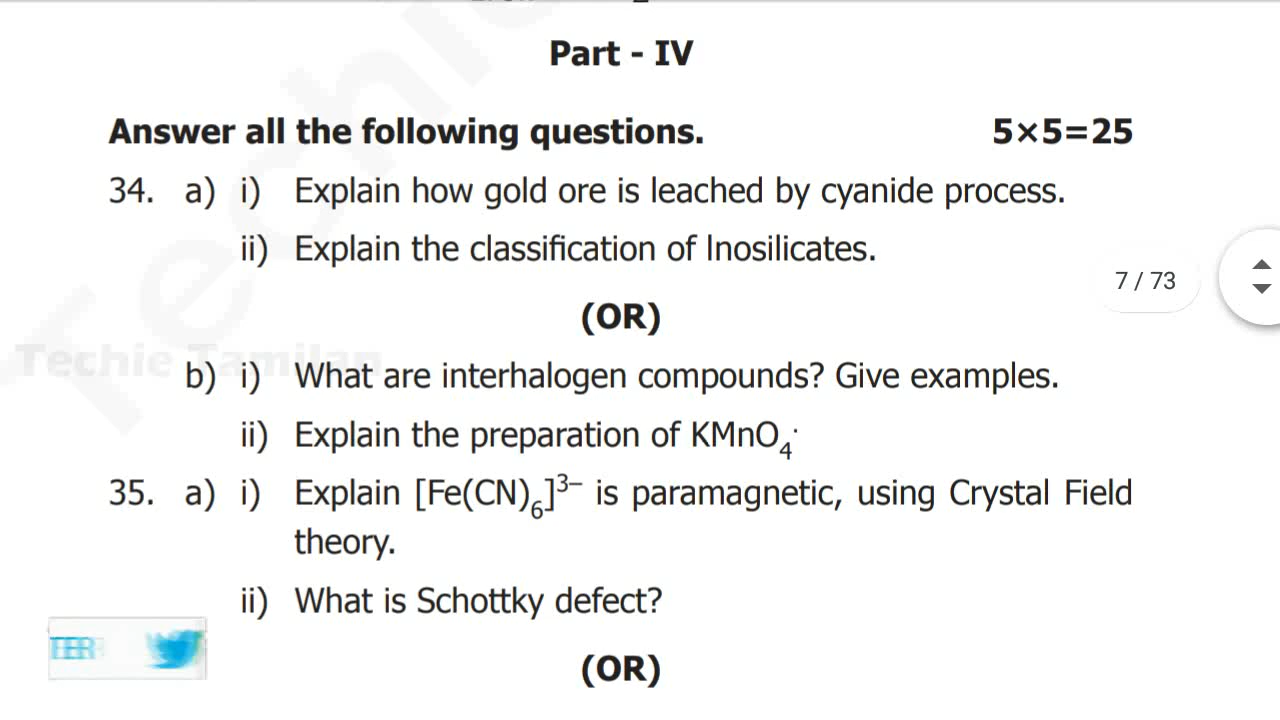 Part - IV
Answer all the following questions. 5×5=25
34. a) i) Explain how gold ore is leached by cyanide process.
ii) Explain the classification of lnosilicates.
7 / 73
(OR)
Techie Tamilan
b) i) What are interhalogen compounds? Give examples.
ii) Explain the preparation of KMnO₄.
35. a) i) Explain [Fe(CN)₆]³⁻ is paramagnetic, using Crystal Field
theory.
ii) What is Schottky defect?
(OR)